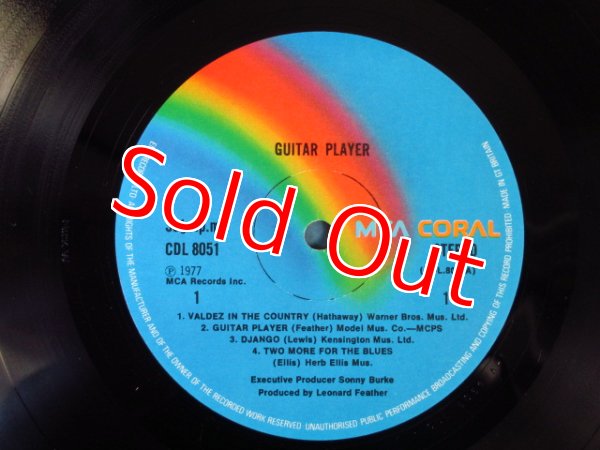 GUITAR PLAYER
Sold Out
MCA CORAL
CDL 8051
℗ 1977
MCA Records Inc.
1
1. VALDEZ IN THE COUNTRY (Hathaway) Warner Bros. Mus. Ltd.
2. GUITAR PLAYER (Feather) Model Mus. Co.—MCPS
3. DJANGO (Lewis) Kensington Mus. Ltd.
4. TWO MORE FOR THE BLUES
(Ellis) Herb Ellis Mus.
Executive Producer Sonny Burke
Produced by Leonard Feather
RIGHTS OF THE MANUFACTURER AND OF THE OWNER OF THE RECORDED WORK RESERVED UNAUTHORISED PUBLIC PERFORMANCE BROADCASTING AND COPYING OF THIS RECORD PROHIBITED MADE IN GT BRITAIN